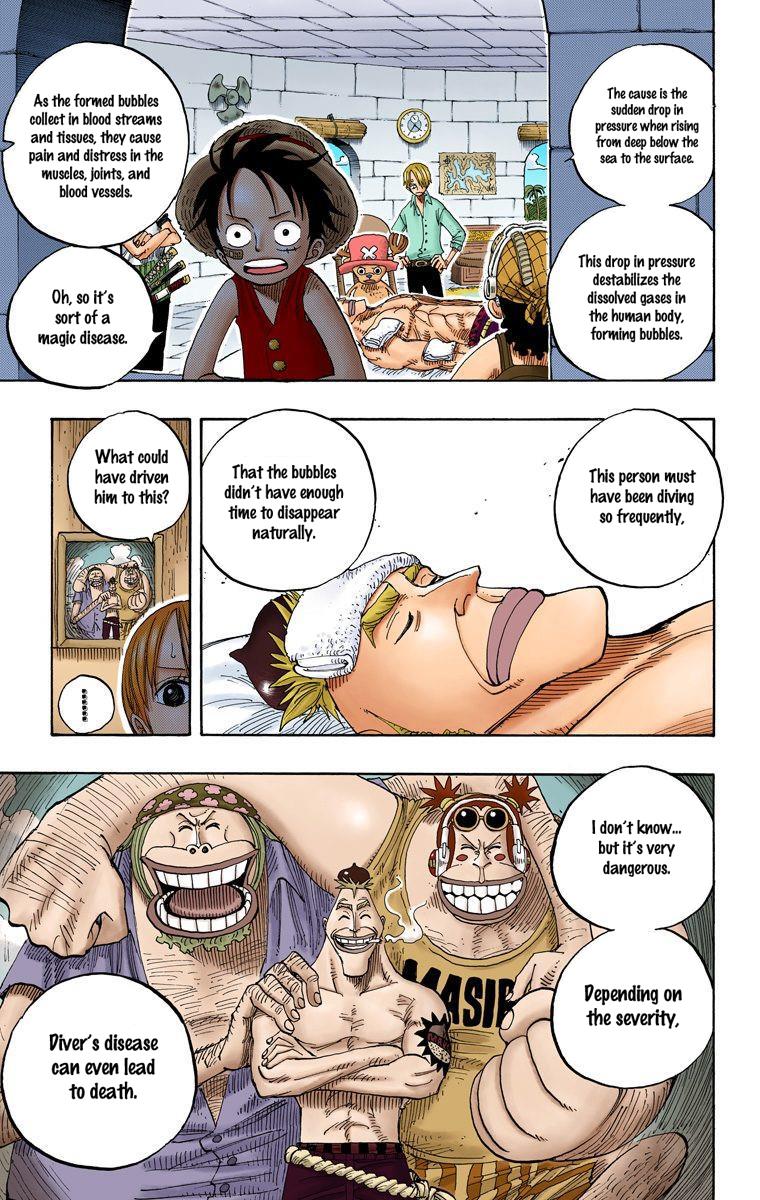 The cause is the
sudden drop in
pressure when rising
from deep below the
sea to the surface.
This drop in pressure
destabilizes the
dissolved gases in
the human body,
forming bubbles.
As the formed bubbles
collect in blood streams
and tissues, they cause
pain and distress in the
muscles, joints, and
blood vessels.
Oh, so it's
sort of a
magic disease.
This person must
have been diving
so frequently,
That the bubbles
didn't have enough
time to disappear
naturally.
What could
have driven
him to this?
I don't know...
but it's very
dangerous.
Depending on
the severity,
MASIR
Diver's disease
can even lead
to death.